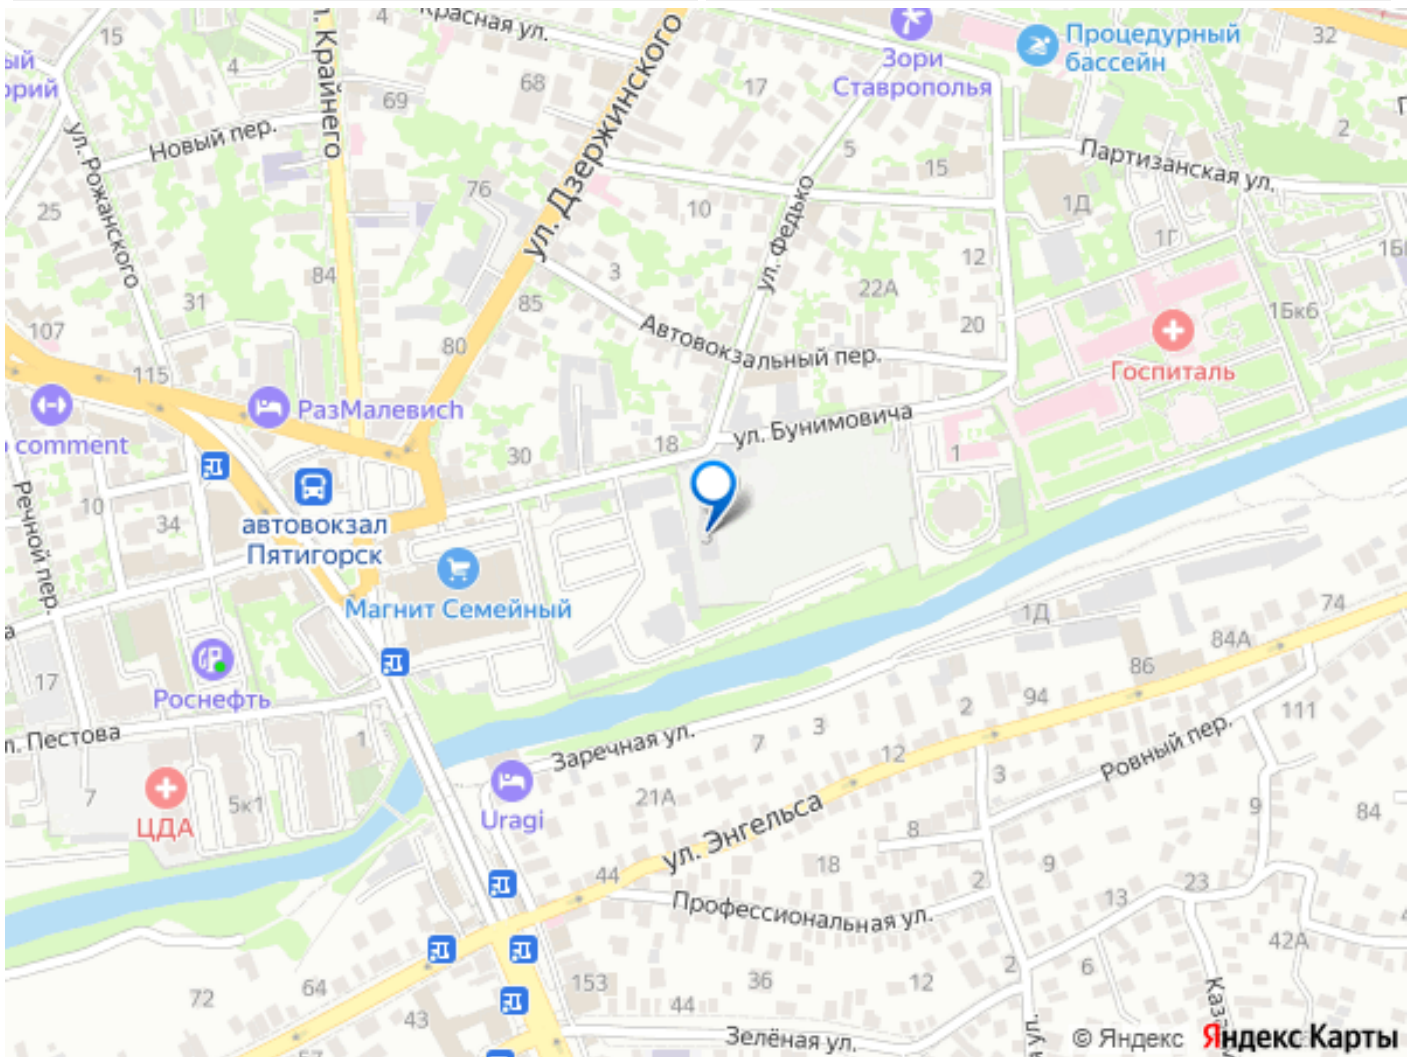 Красная ул.
15
4
ый
орий
4
л. Крайнего
69
68
ул. Дзержинского
17
Зори
Ставрополья
Процедурный
бассейн
32
2
Новый пер.
ул. Рожанского
25
76
5
15
Партизанская ул.
1Д
1Г
10
ул. Федько
12
22А
20
1Бк6
3
85
84
31
107
80
Автовокзальный пер.
Госпиталь
115
РазМалевич
comment
ул. Бунимовича
18
30
1
Речной пер.
10
34
автовокзал
Пятигорск
3
Магнит Семейный
1Д
74
84А
86
17
Роснефть
94
2
111
Заречная ул.
7
3
12
Ровный пер.
3
л. Пестова
1
7
5к1
ЦДА
Uragi
21А
ул. Энгельса
8
9
84
18
9
44
2
Профессиональная ул.
13
23
42А
2
6
72
64
43
153
36
44
12
Зелёная ул.
© Яндекс
Яндекс Карты